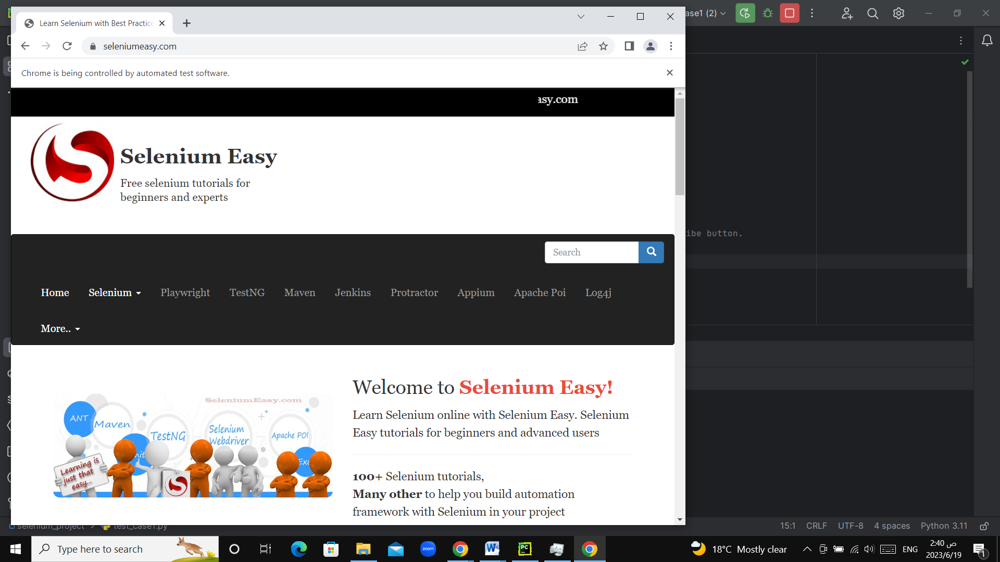 Learn Selenium with Best Practice
ase1 (2)
seleniumeasy.com
Chrome is being controlled by automated test software.
asy.com
Selenium Easy
Free selenium tutorials for
beginners and experts
ibe button.
Search
Home Selenium Playwright TestNG Maven Jenkins Protractor Appium Apache Poi Log4j
More..
SeleniumEasy.com
ANT
Maven
TestNG
Selenium
Webdriver
Apache POI
Learning is
just that
easy...
Welcome to Selenium Easy!
Learn Selenium online with Selenium Easy. Selenium
Easy tutorials for beginners and advanced users
100+ Selenium tutorials,
Many other to help you build automation
framework with Selenium in your project
selenium_project > test_case1.py
15:1 CRLF UTF-8 4 spaces Python 3.11
Type here to search
zoom
PC
18°C Mostly clear
ENG
2:40 ص
2023/6/19
1